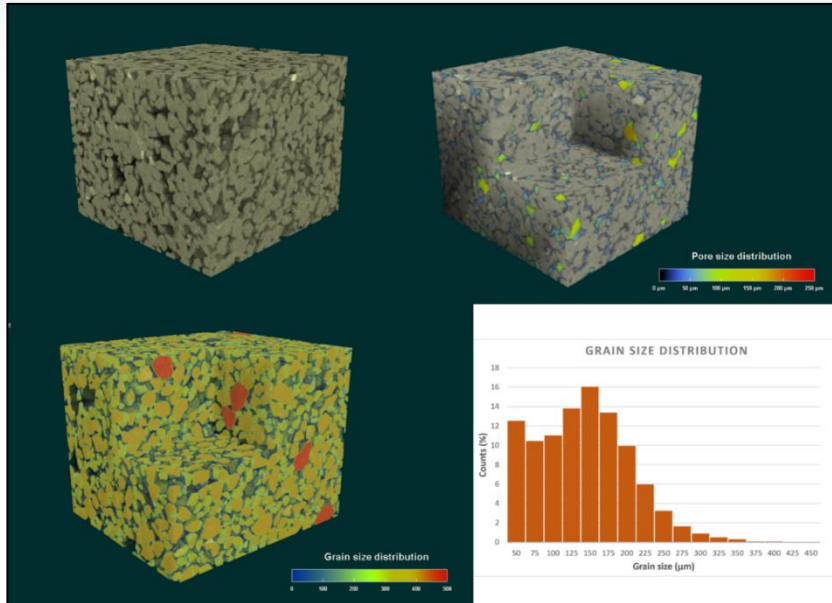 Pore size distribution
0 µm 50 µm 100 µm 150 µm 200 µm 250 µm
Grain size distribution
0 100 200 300 400 500
GRAIN SIZE DISTRIBUTION
Counts (%)
18
16
14
12
10
8
6
4
2
0
50 75 100 125 150 175 200 225 250 275 300 325 350 375 400 425 450
Grain size (µm)